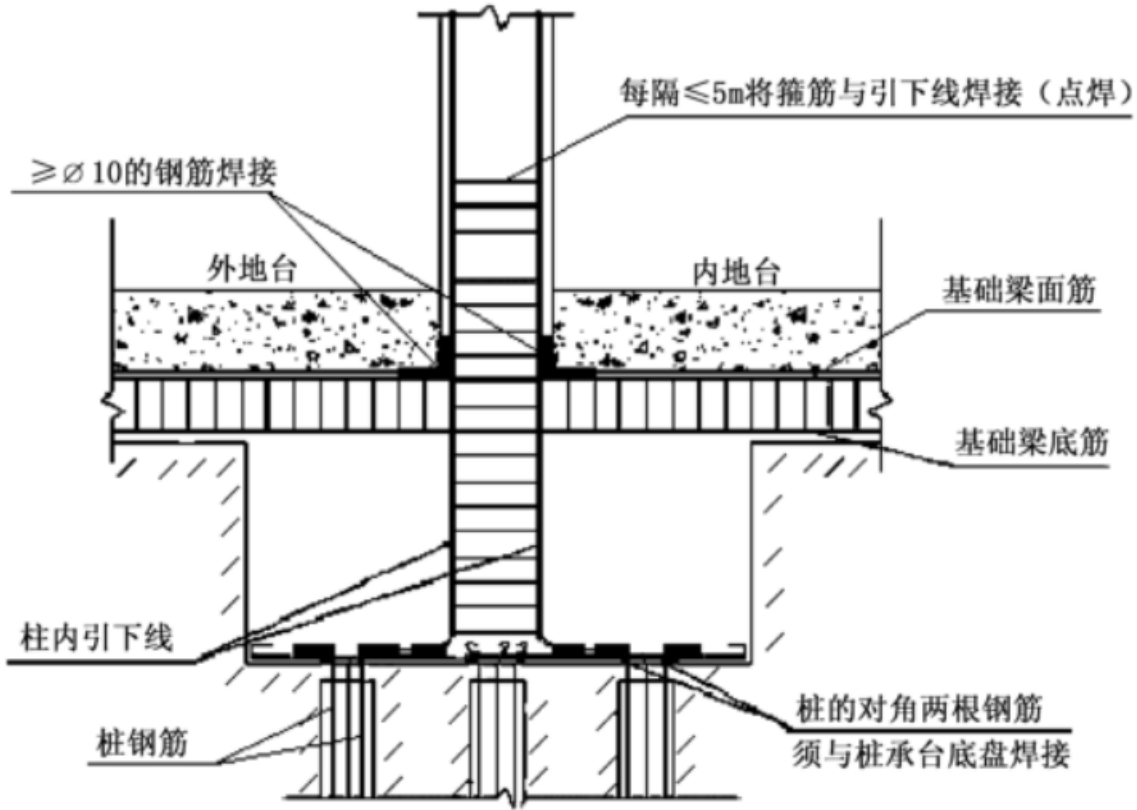 每隔≤5m将箍筋与引下线焊接（点焊）
≥⌀10的钢筋焊接
外地台
内地台
基础梁面筋
基础梁底筋
柱内引下线
桩钢筋
桩的对角两根钢筋
须与桩承台底盘焊接